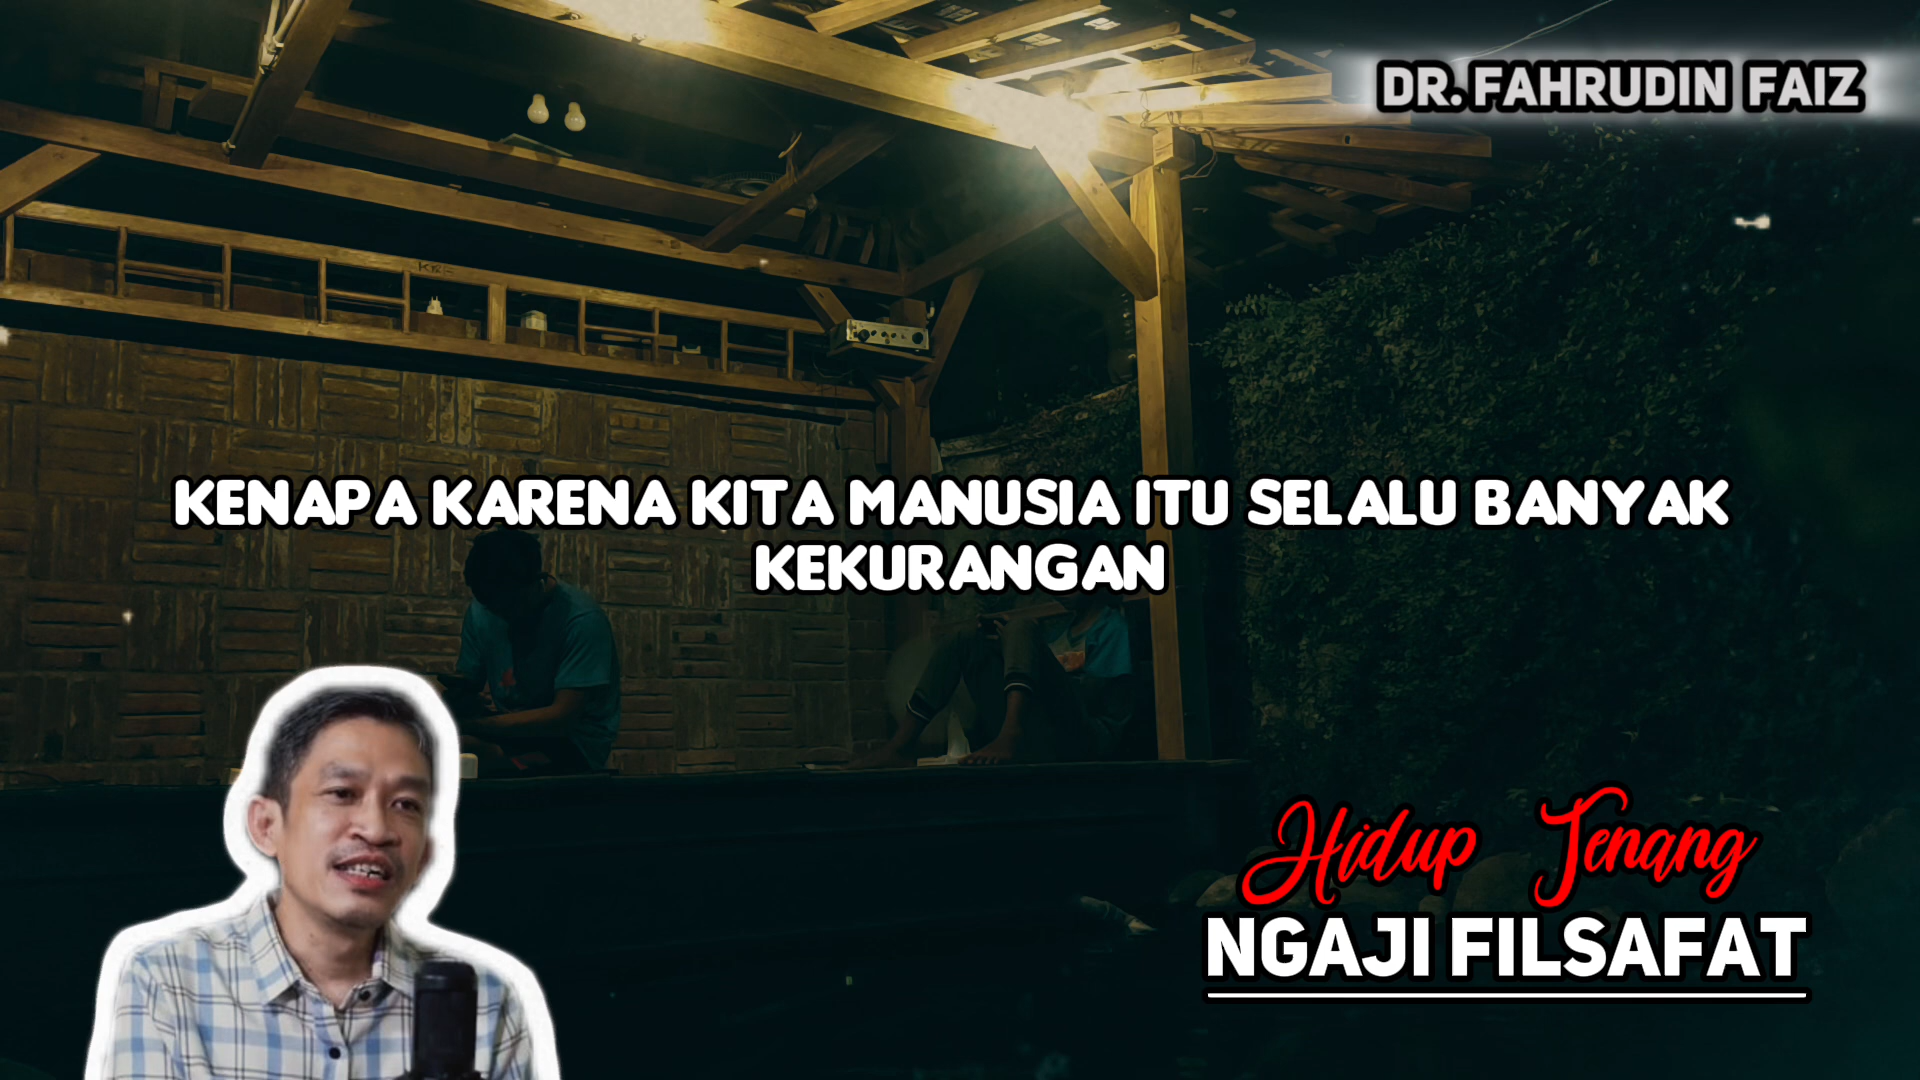 DR. FAHRUDIN FAIZ
KENAPA KARENA KITA MANUSIA ITU SELALU BANYAK
KEKURANGAN
Hidup Tenang
NGAJI FILSAFAT